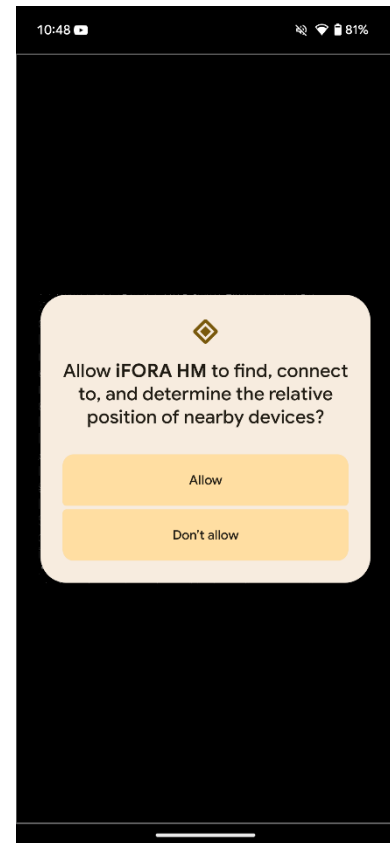 10:48
81%
Allow iFORA HM to find, connect
to, and determine the relative
position of nearby devices?
Allow
Don't allow